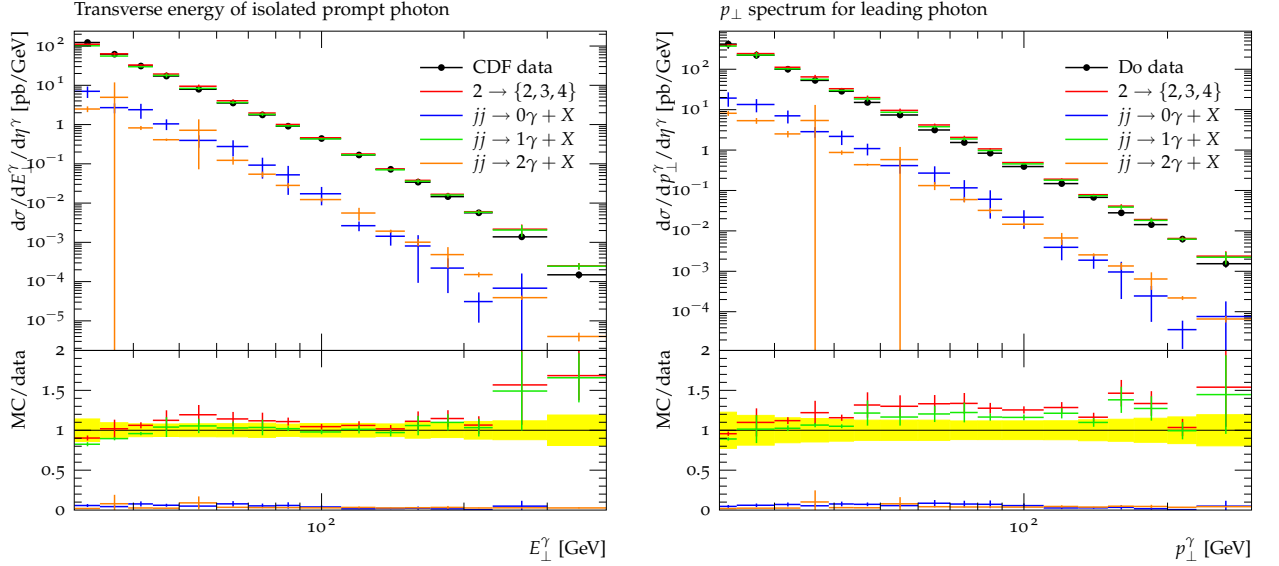 Transverse energy of isolated prompt photon
dσ/dE⊥^γ/dη^γ [pb/GeV]
10²
10¹
1
10⁻¹
10⁻²
10⁻³
10⁻⁴
10⁻⁵
CDF data
2 → {2, 3, 4}
jj → 0γ + X
jj → 1γ + X
jj → 2γ + X
MC/data
2
1.5
1
0.5
0
10²
E⊥^γ [GeV]
p⊥ spectrum for leading photon
dσ/dp⊥^γ/dη^γ [pb/GeV]
10²
10¹
1
10⁻¹
10⁻²
10⁻³
10⁻⁴
D0 data
2 → {2, 3, 4}
jj → 0γ + X
jj → 1γ + X
jj → 2γ + X
MC/data
2
1.5
1
0.5
0
10²
p⊥^γ [GeV]